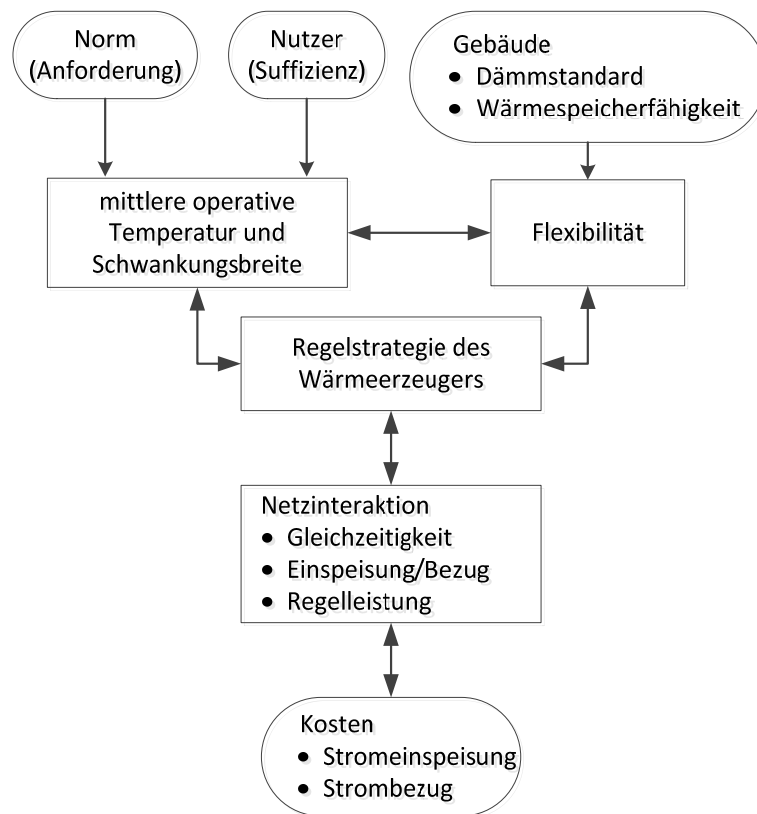 Norm
(Anforderung)
Nutzer
(Suffizienz)
Gebäude
• Dämmstandard
• Wärmespeicherfähigkeit
mittlere operative
Temperatur und
Schwankungsbreite
Flexibilität
Regelstrategie des
Wärmeerzeugers
Netzinteraktion
• Gleichzeitigkeit
• Einspeisung/Bezug
• Regelleistung
Kosten
• Stromeinspeisung
• Strombezug